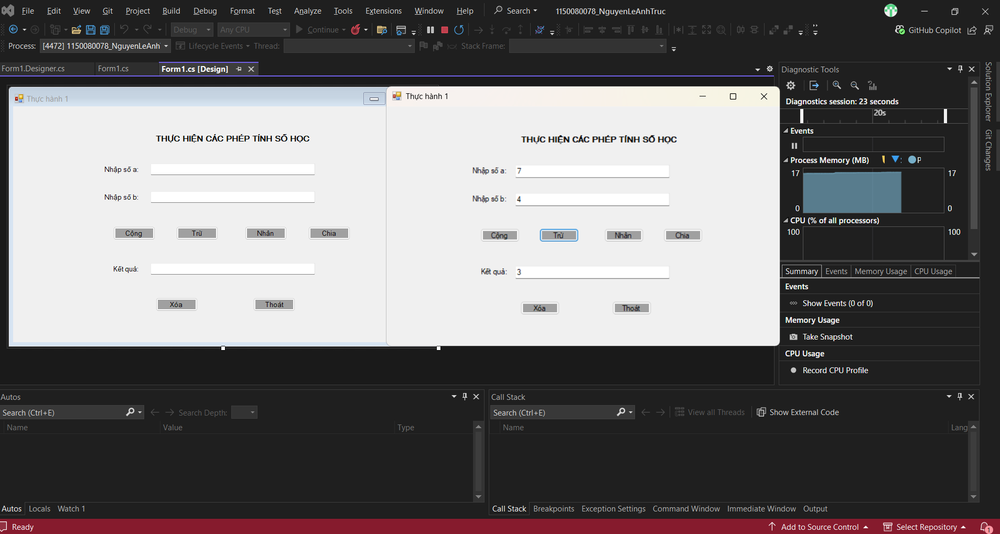 File Edit View Git Project Build Debug Format Test Analyze Tools Extensions Window Help Search 1150080078_NguyenLeAnhTruc
Debug Any CPU Continue GitHub Copilot
Process: [4472] 1150080078_NguyenLeAnh Lifecycle Events Thread: Stack Frame:
Form1.Designer.cs Form1.cs Form1.cs [Design]
Thực hành 1
THỰC HIỆN CÁC PHÉP TÍNH SỐ HỌC
Nhập số a:
Nhập số b:
Cộng Trừ Nhân Chia
Kết quả:
Xóa Thoát
Thực hành 1
THỰC HIỆN CÁC PHÉP TÍNH SỐ HỌC
Nhập số a: 7
Nhập số b: 4
Cộng Trừ Nhân Chia
Kết quả: 3
Xóa Thoát
Diagnostic Tools
Diagnostics session: 23 seconds
20s
Events
Process Memory (MB) P
17 17
0 0
CPU (% of all processors)
100 100
Summary Events Memory Usage CPU Usage
Events
Show Events (0 of 0)
Memory Usage
Take Snapshot
CPU Usage
Record CPU Profile
Solution Explorer
Git Changes
Autos
Search (Ctrl+E) Search Depth:
Name Value Type
Autos Locals Watch 1
Call Stack
Search (Ctrl+E) View all Threads Show External Code
Name Lang
Call Stack Breakpoints Exception Settings Command Window Immediate Window Output
Ready Add to Source Control Select Repository 1